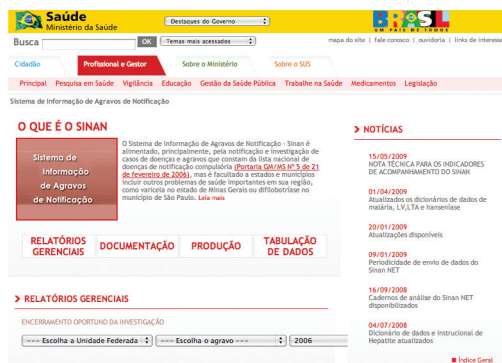 Saúde
Ministério da Saúde
Destaques do Governo
BRASIL
UM PAÍS DE TODOS
Busca
OK
Temas mais acessados
mapa do site | fale conosco | ouvidoria | links de interesse
Cidadão
Profissional e Gestor
Sobre o Ministério
Sobre o SUS
Principal Pesquisa em Saúde Vigilância Educação Gestão da Saúde Pública Trabalhe na Saúde Medicamentos Legislação
Sistema de Informação de Agravos de Notificação
O QUE É O SINAN
Sistema de
Informação
de Agravos
de Notificação
O Sistema de Informação de Agravos de Notificação - Sinan é
alimentado, principalmente, pela notificação e investigação de
casos de doenças e agravos que constam da lista nacional de
doenças de notificação compulsória (Portaria GM/MS Nº 5 de 21
de fevereiro de 2006), mas é facultado a estados e municípios
incluir outros problemas de saúde importantes em sua região,
como varicela no estado de Minas Gerais ou difilobotríase no
município de São Paulo. Leia mais
RELATÓRIOS
GERENCIAIS
DOCUMENTAÇÃO
PRODUÇÃO
TABULAÇÃO
DE DADOS
RELATÓRIOS GERENCIAIS
ENCERRAMENTO OPORTUNO DA INVESTIGAÇÃO
--- Escolha a Unidade Federada
--- Escolha o agravo ---
2006
NOTÍCIAS
15/05/2009
NOTA TÉCNICA PARA OS INDICADORES
DE ACOMPANHAMENTO DO SINAN
01/04/2009
Atualizados os dicionários de dados de
malária, LV,LTA e hanseníase
20/01/2009
Atualizações disponíveis
09/01/2009
Periodicidade de envio de dados do
Sinan NET
16/09/2008
Cadernos de análise do Sinan NET
disponibilizados
04/07/2008
Dicionário de dados e Instrucional de
Hepatite atualizados
Índice Geral